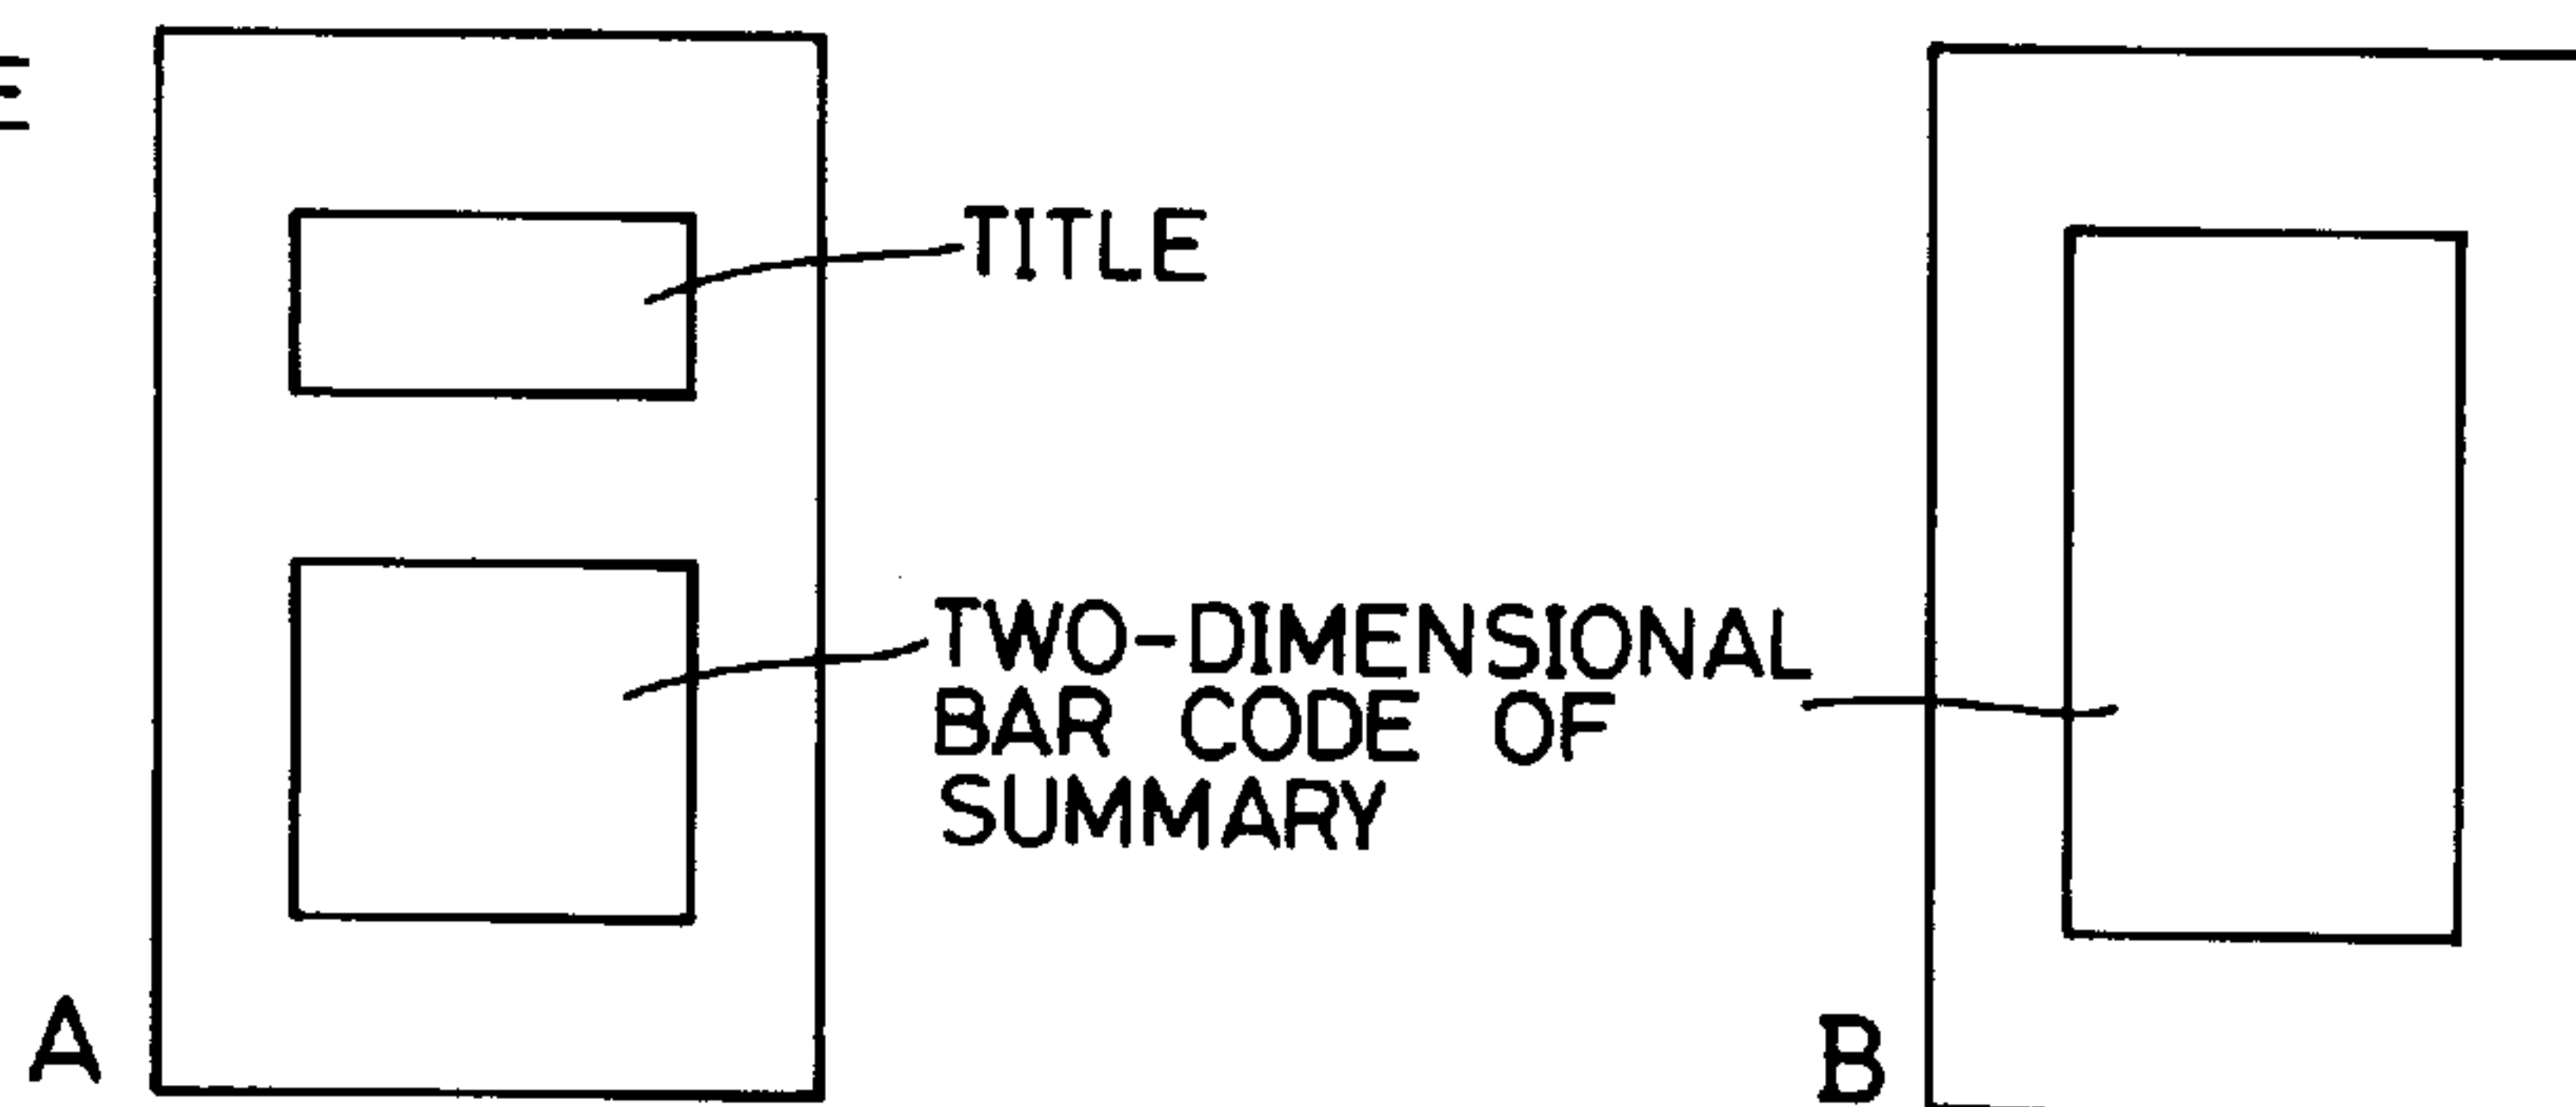 TITLE
TWO-DIMENSIONAL
BAR CODE OF
SUMMARY
A
B